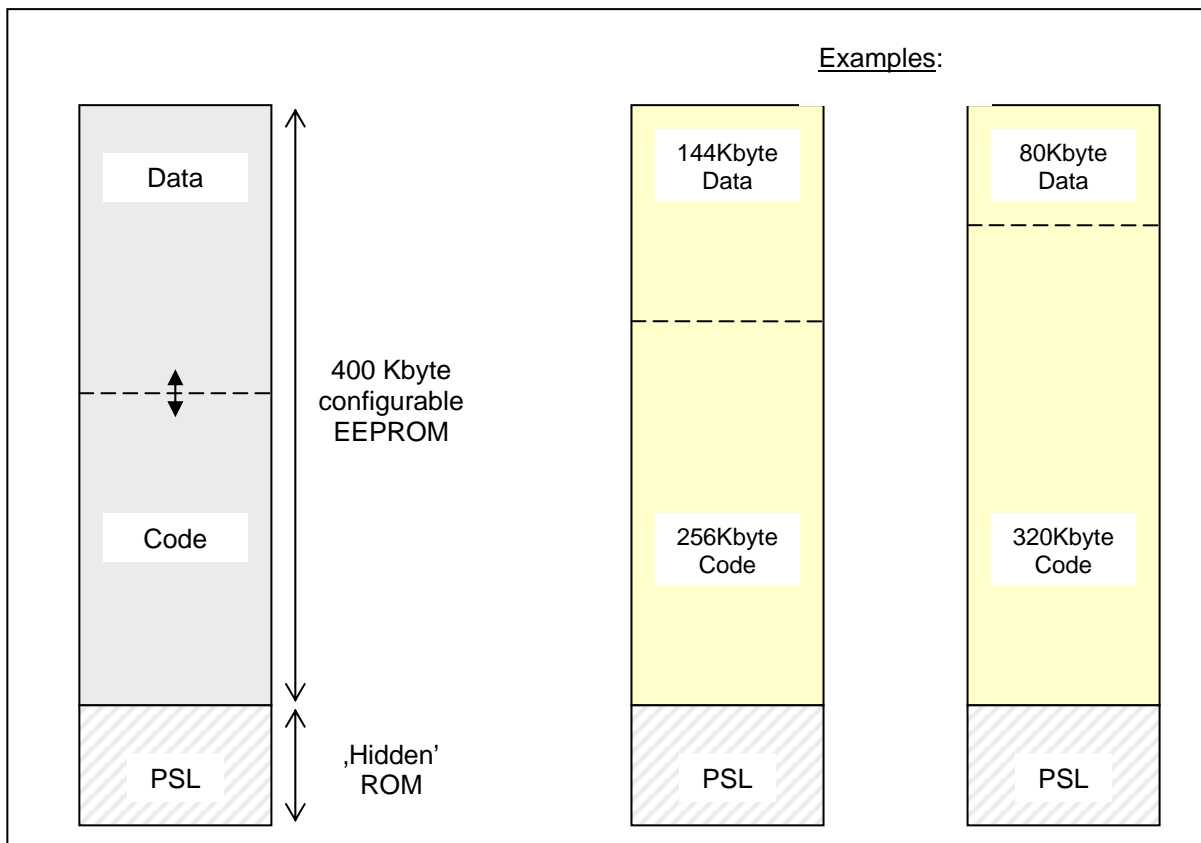 Examples:
Data
Code
PSL
400 Kbyte
configurable
EEPROM
‚Hidden’
ROM
144Kbyte
Data
256Kbyte
Code
PSL
80Kbyte
Data
320Kbyte
Code
PSL